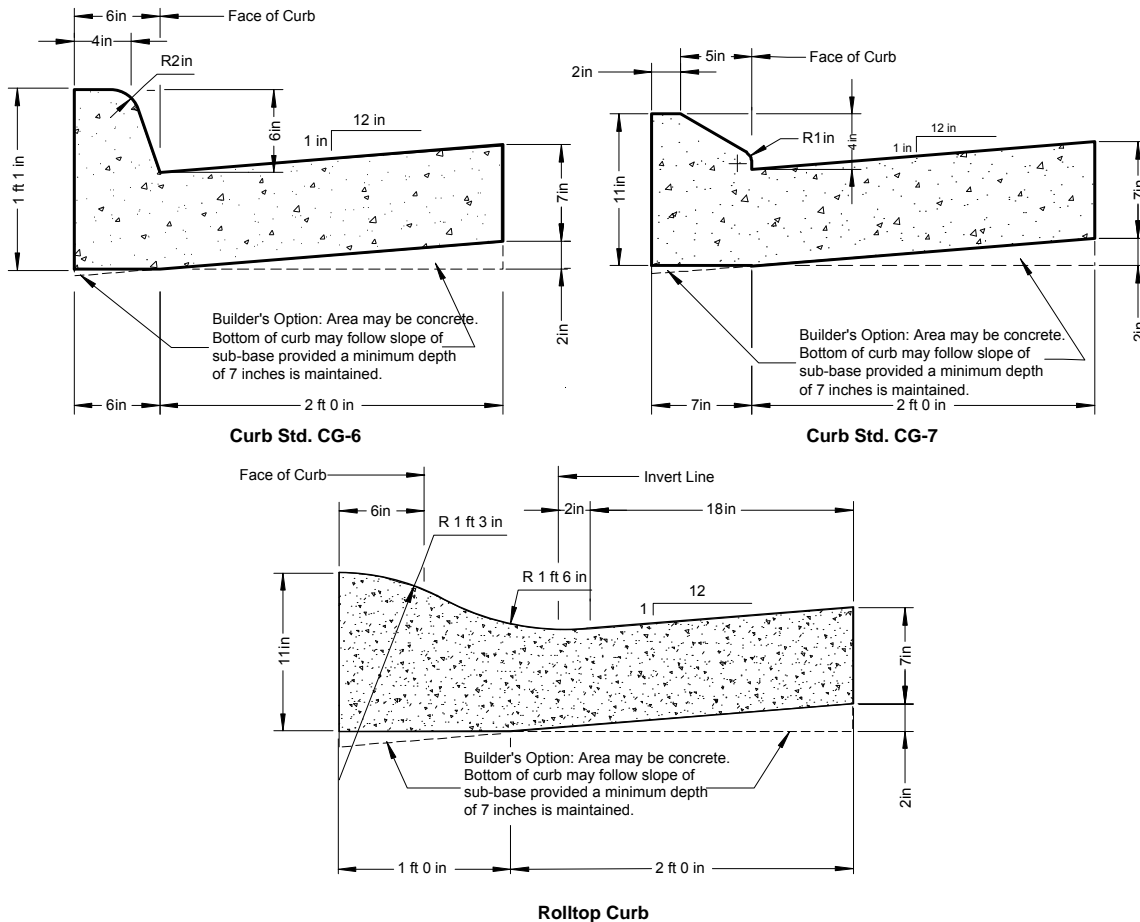 6in
Face of Curb
4in
R2in
12 in
1 in
6in
1 ft 1 in
7in
2in
Builder's Option: Area may be concrete.
Bottom of curb may follow slope of
sub-base provided a minimum depth
of 7 inches is maintained.
6in
2 ft 0 in
Curb Std. CG-6
5in
Face of Curb
2in
R1in
12 in
1 in
4in
11in
7in
2in
Builder's Option: Area may be concrete.
Bottom of curb may follow slope of
sub-base provided a minimum depth
of 7 inches is maintained.
7in
2 ft 0 in
Curb Std. CG-7
Face of Curb
Invert Line
6in
2in
18in
R 1 ft 3 in
R 1 ft 6 in
12
1
11in
7in
2in
Builder's Option: Area may be concrete.
Bottom of curb may follow slope of
sub-base provided a minimum depth
of 7 inches is maintained.
1 ft 0 in
2 ft 0 in
Rolltop Curb